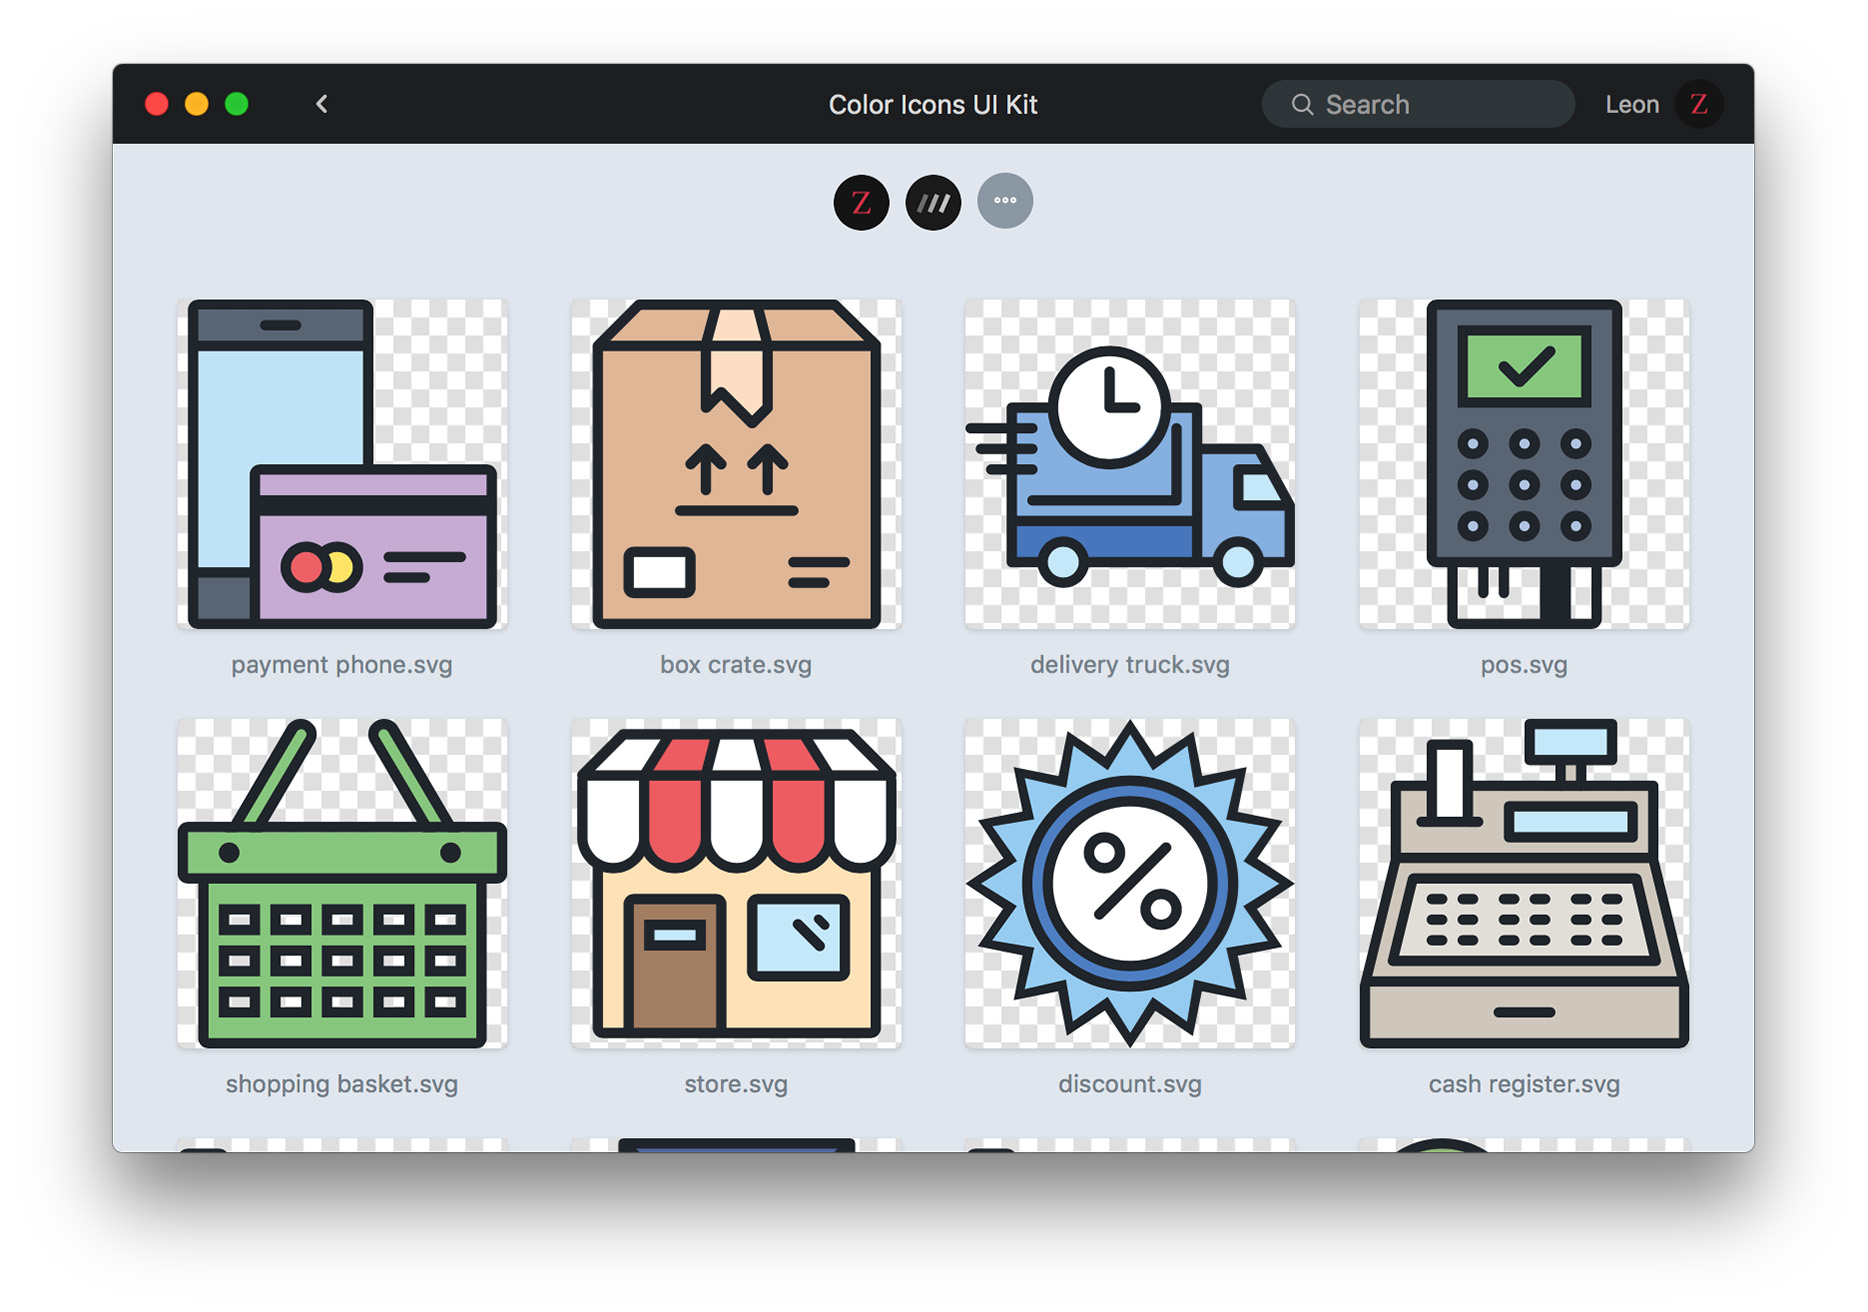 Color Icons UI Kit
Search
Leon
Z
Z
payment phone.svg
box crate.svg
delivery truck.svg
pos.svg
%
shopping basket.svg
store.svg
discount.svg
cash register.svg